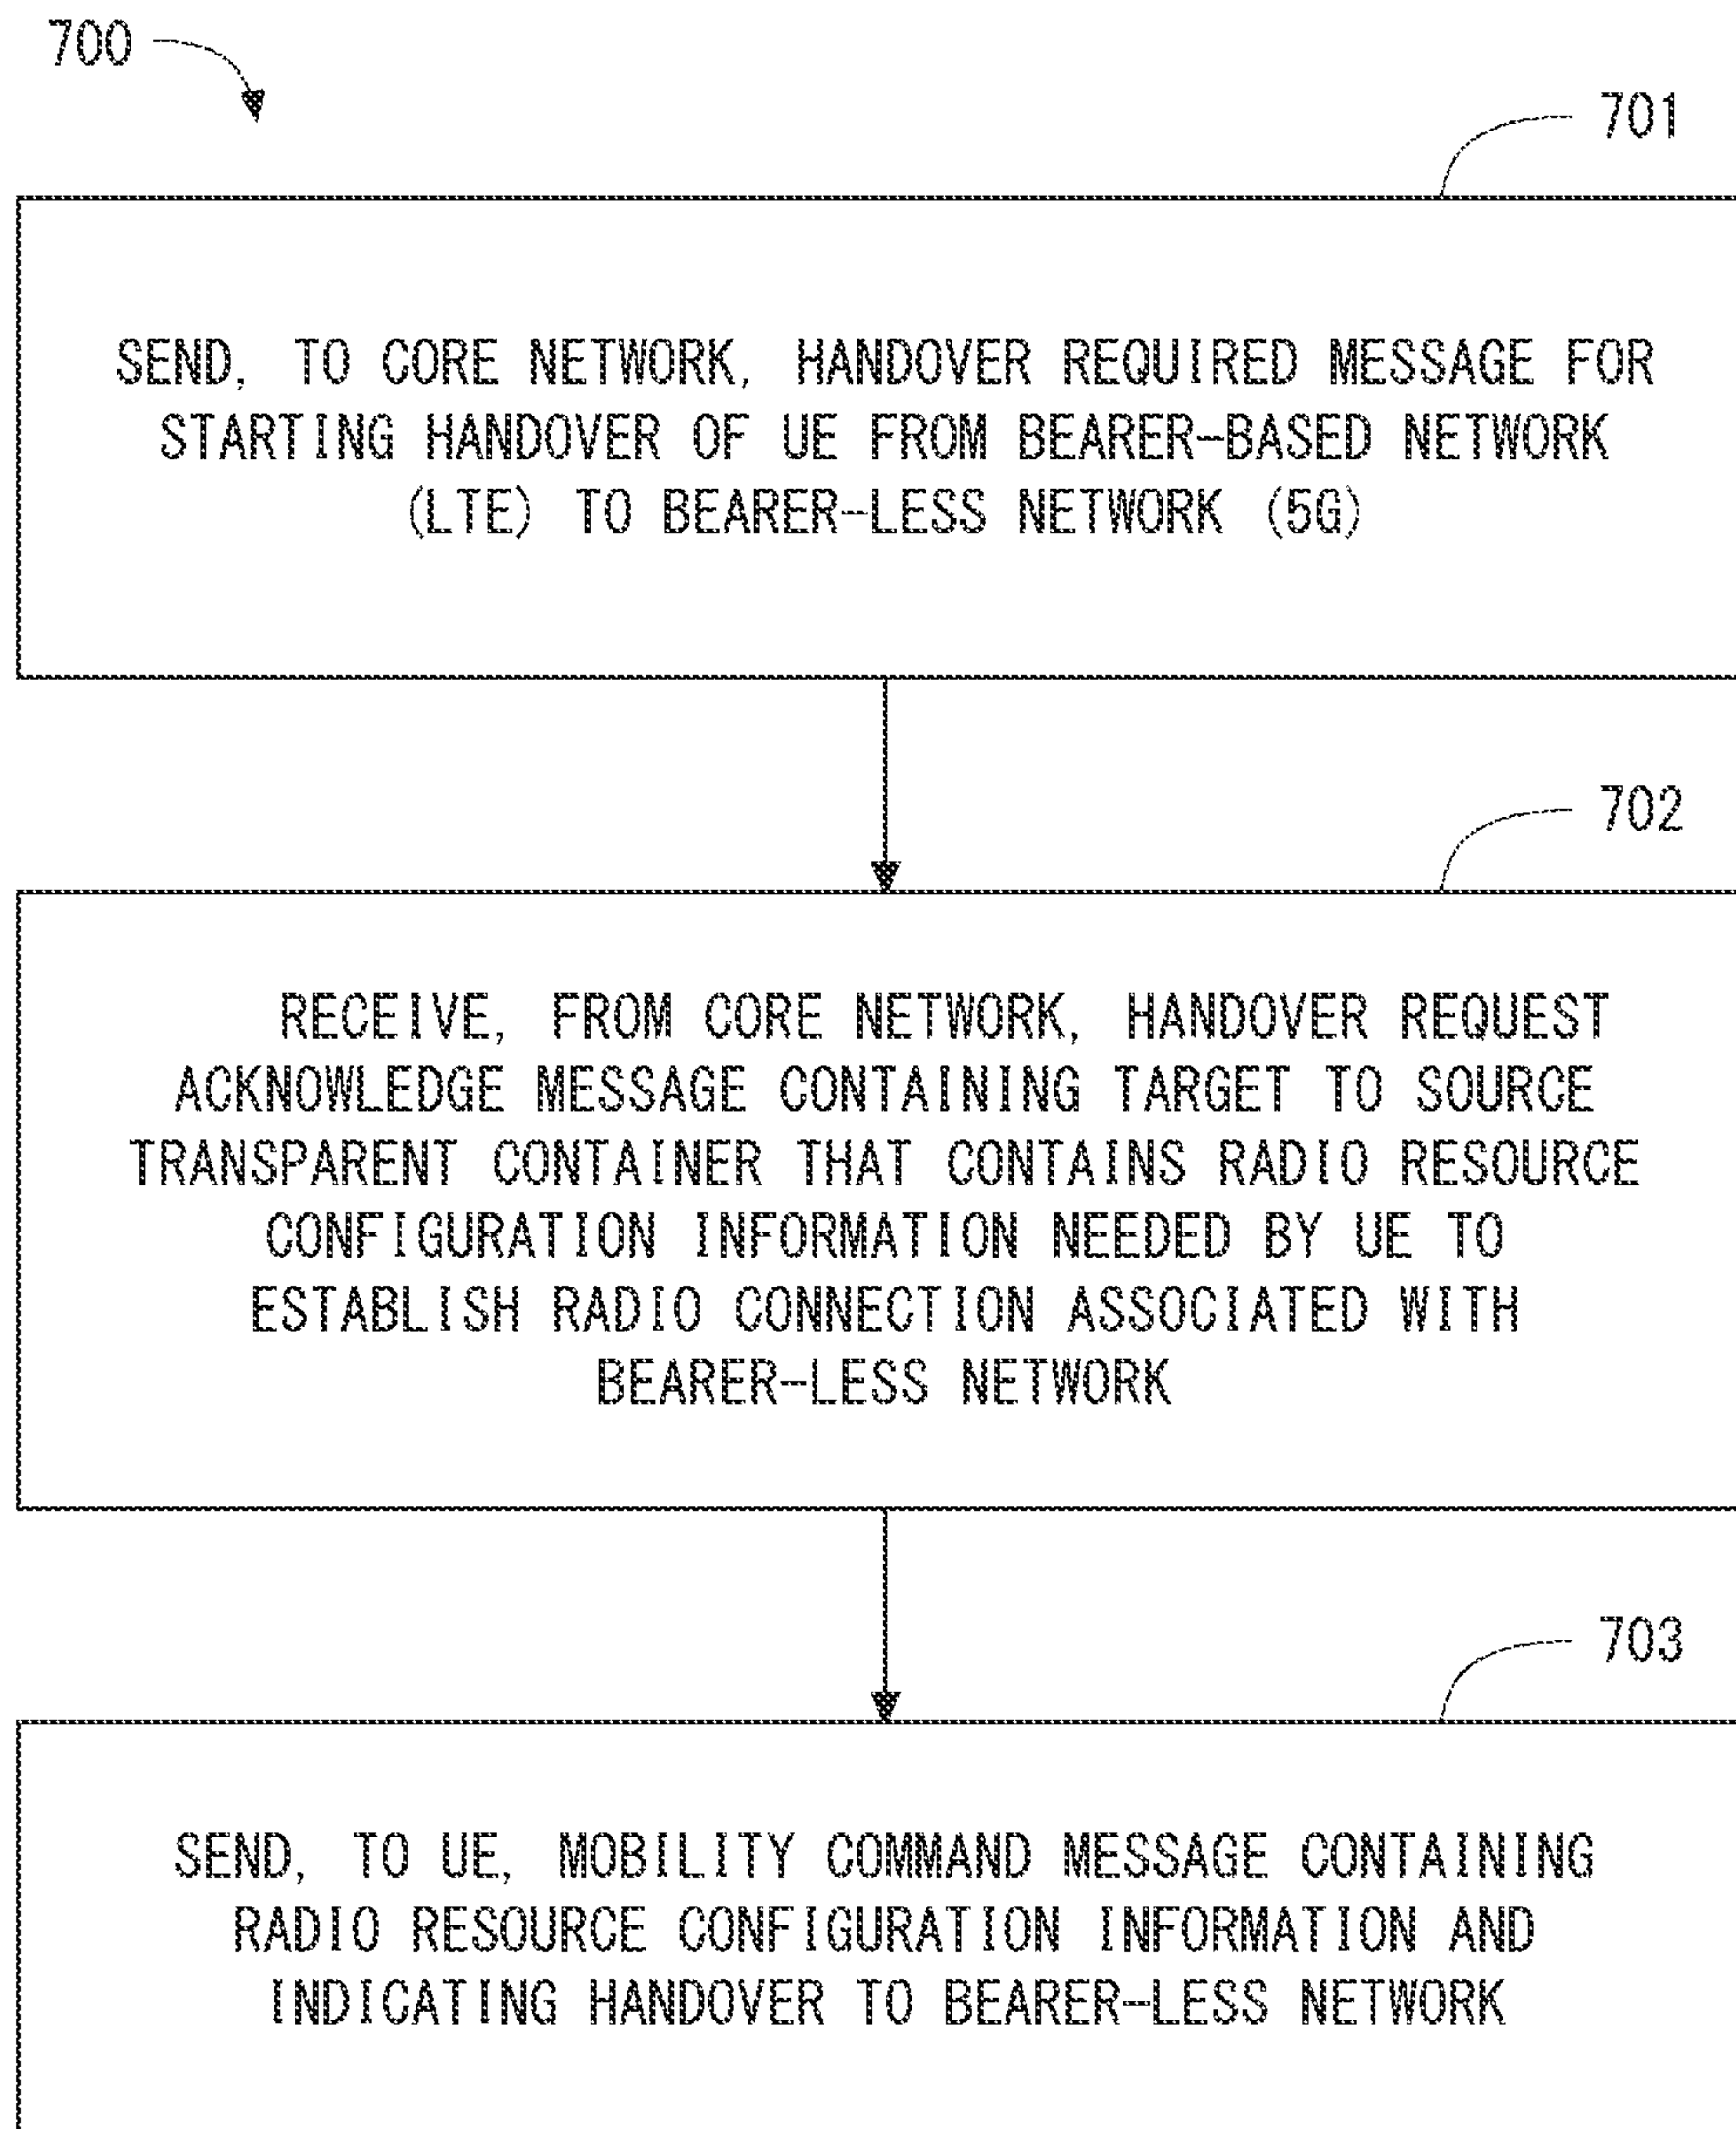 700
701
SEND, TO CORE NETWORK, HANDOVER REQUIRED MESSAGE FOR
STARTING HANDOVER OF UE FROM BEARER-BASED NETWORK
(LTE) TO BEARER-LESS NETWORK (5G)
702
RECEIVE, FROM CORE NETWORK, HANDOVER REQUEST
ACKNOWLEDGE MESSAGE CONTAINING TARGET TO SOURCE
TRANSPARENT CONTAINER THAT CONTAINS RADIO RESOURCE
CONFIGURATION INFORMATION NEEDED BY UE TO
ESTABLISH RADIO CONNECTION ASSOCIATED WITH
BEARER-LESS NETWORK
703
SEND, TO UE, MOBILITY COMMAND MESSAGE CONTAINING
RADIO RESOURCE CONFIGURATION INFORMATION AND
INDICATING HANDOVER TO BEARER-LESS NETWORK